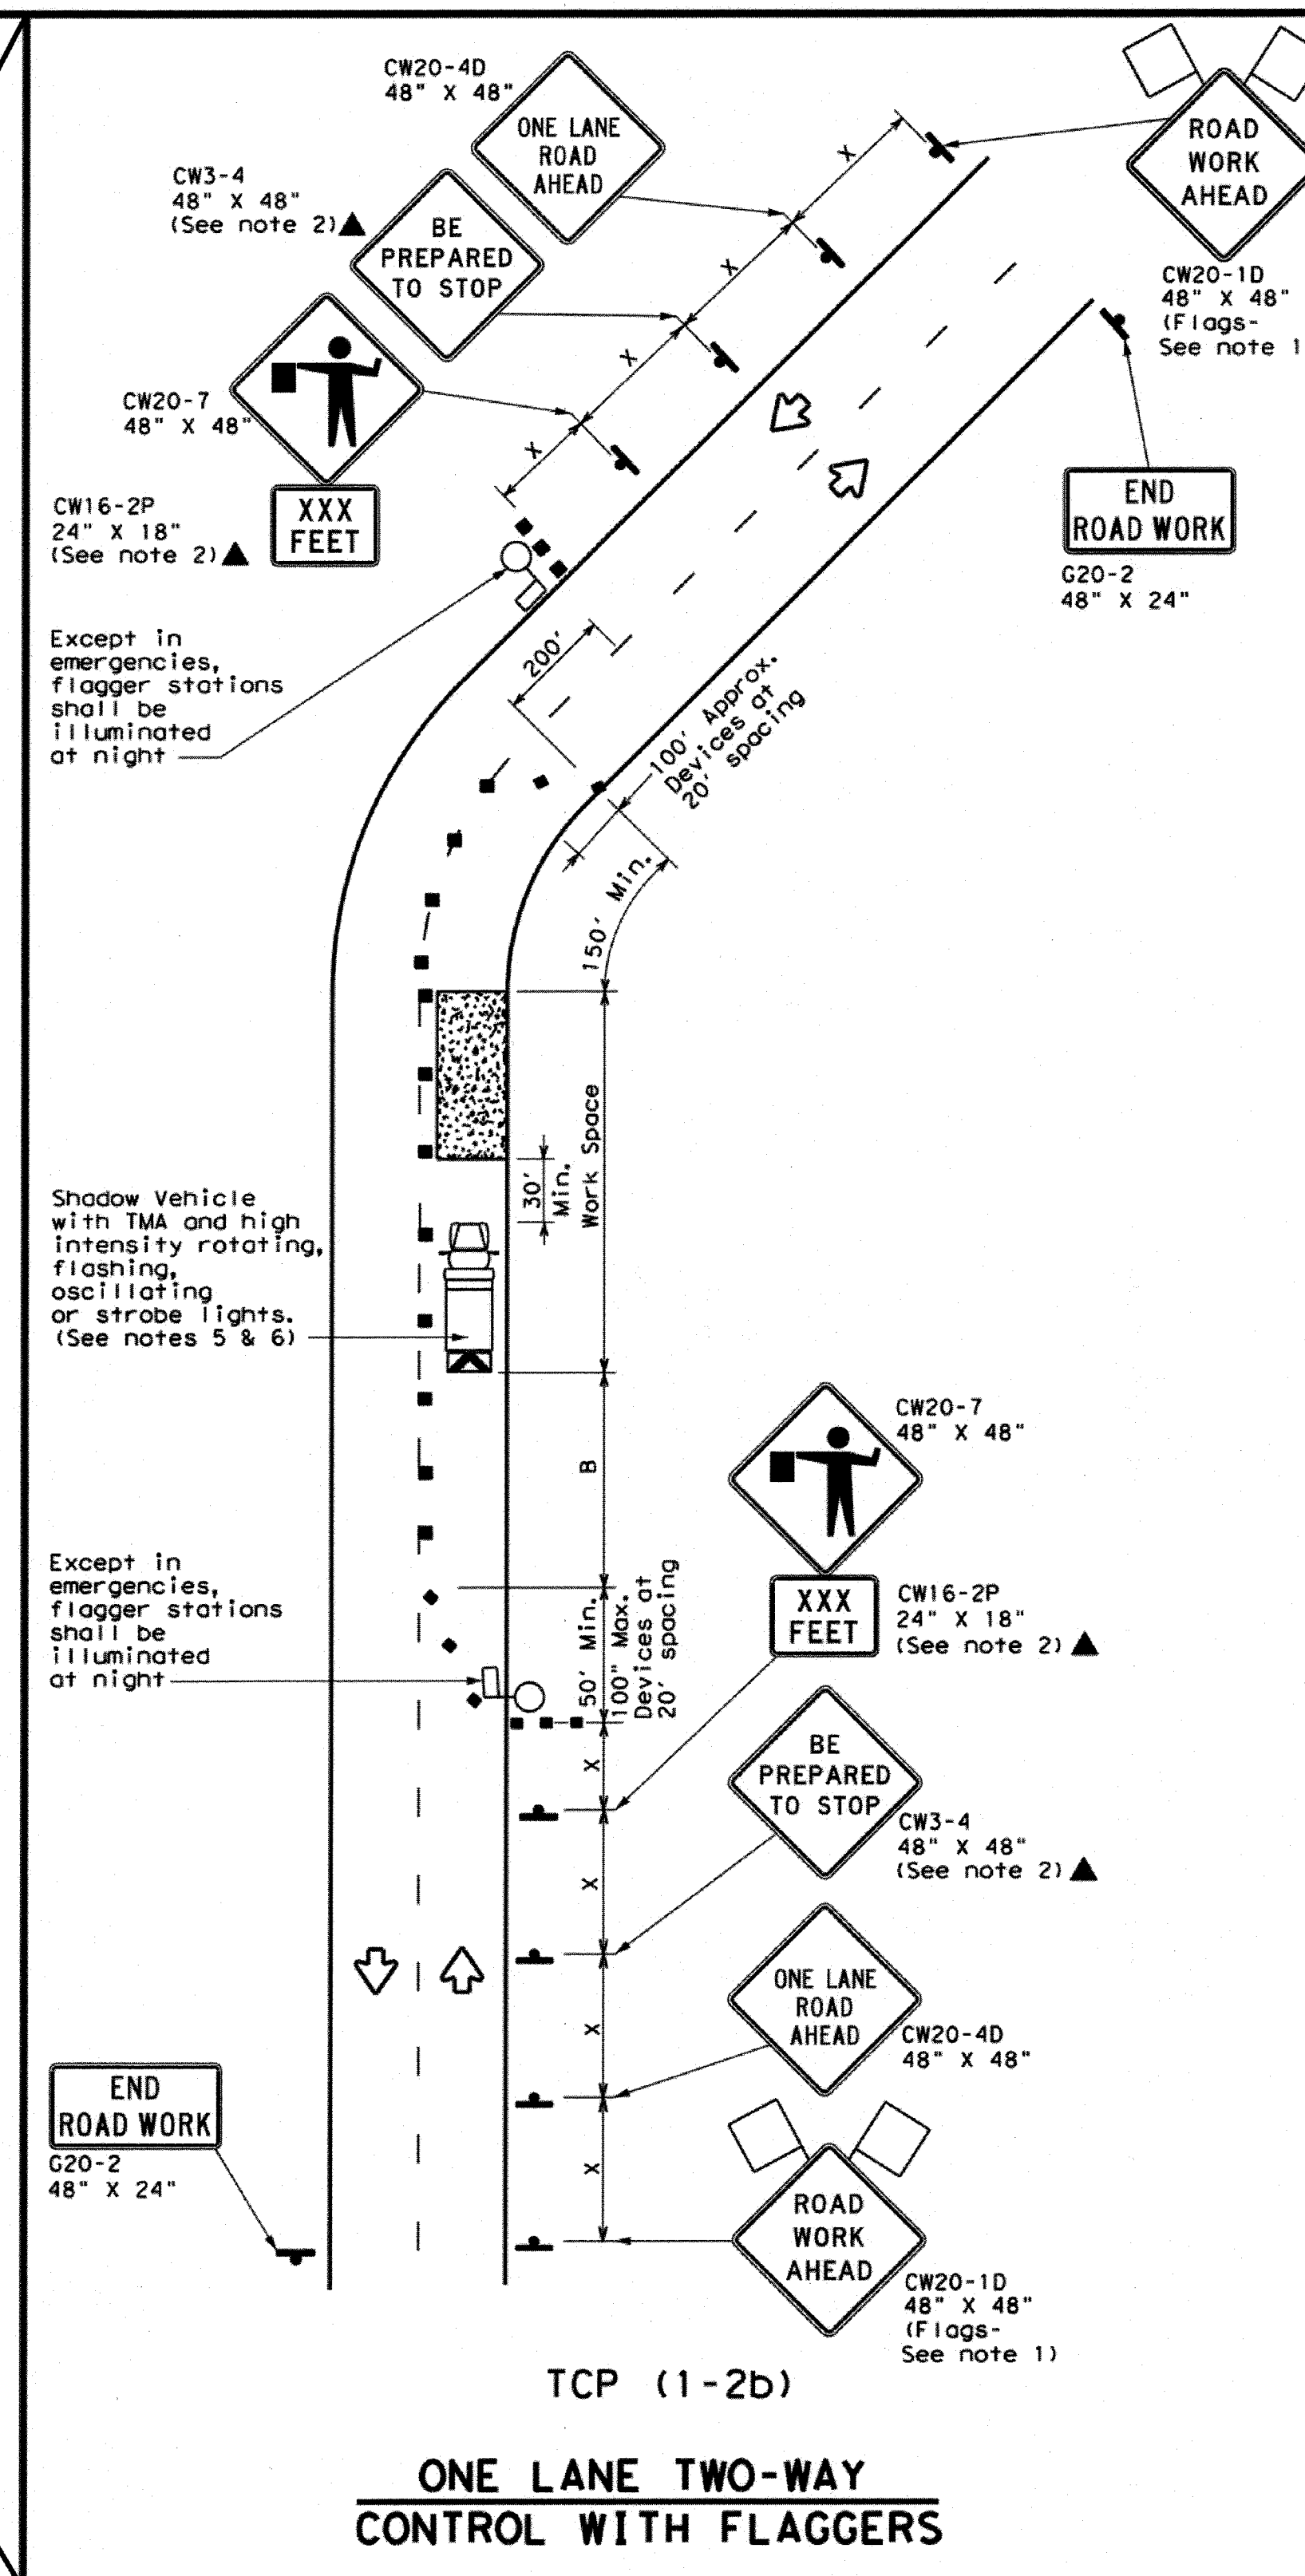 CW20-4D
48" X 48"
ONE LANE
ROAD
AHEAD
ROAD
WORK
AHEAD
CW20-1D
48" X 48"
(Flags-
See note 1
CW3-4
48" X 48"
(See note 2)▲
BE
PREPARED
TO STOP
X
X
X
X
CW20-7
48" X 48"
CW16-2P
24" X 18"
(See note 2)▲
XXX
FEET
END
ROAD WORK
G20-2
48" X 24"
Except in
emergencies,
flagger stations
shall be
illuminated
at night
200'
100' Approx.
Devices at
20' spacing
150' Min.
Work Space
30'
Min.
Shadow Vehicle
with TMA and high
intensity rotating,
flashing,
oscillating
or strobe lights.
(See notes 5 & 6)
B
CW20-7
48" X 48"
XXX
FEET
CW16-2P
24" X 18"
(See note 2)▲
Except in
emergencies,
flagger stations
shall be
illuminated
at night
50' Min.
100" Max.
Devices at
20' spacing
X
X
X
X
BE
PREPARED
TO STOP
CW3-4
48" X 48"
(See note 2)▲
ONE LANE
ROAD
AHEAD
CW20-4D
48" X 48"
END
ROAD WORK
G20-2
48" X 24"
ROAD
WORK
AHEAD
CW20-1D
48" X 48"
(Flags-
See note 1)
TCP (1-2b)
ONE LANE TWO-WAY
CONTROL WITH FLAGGERS